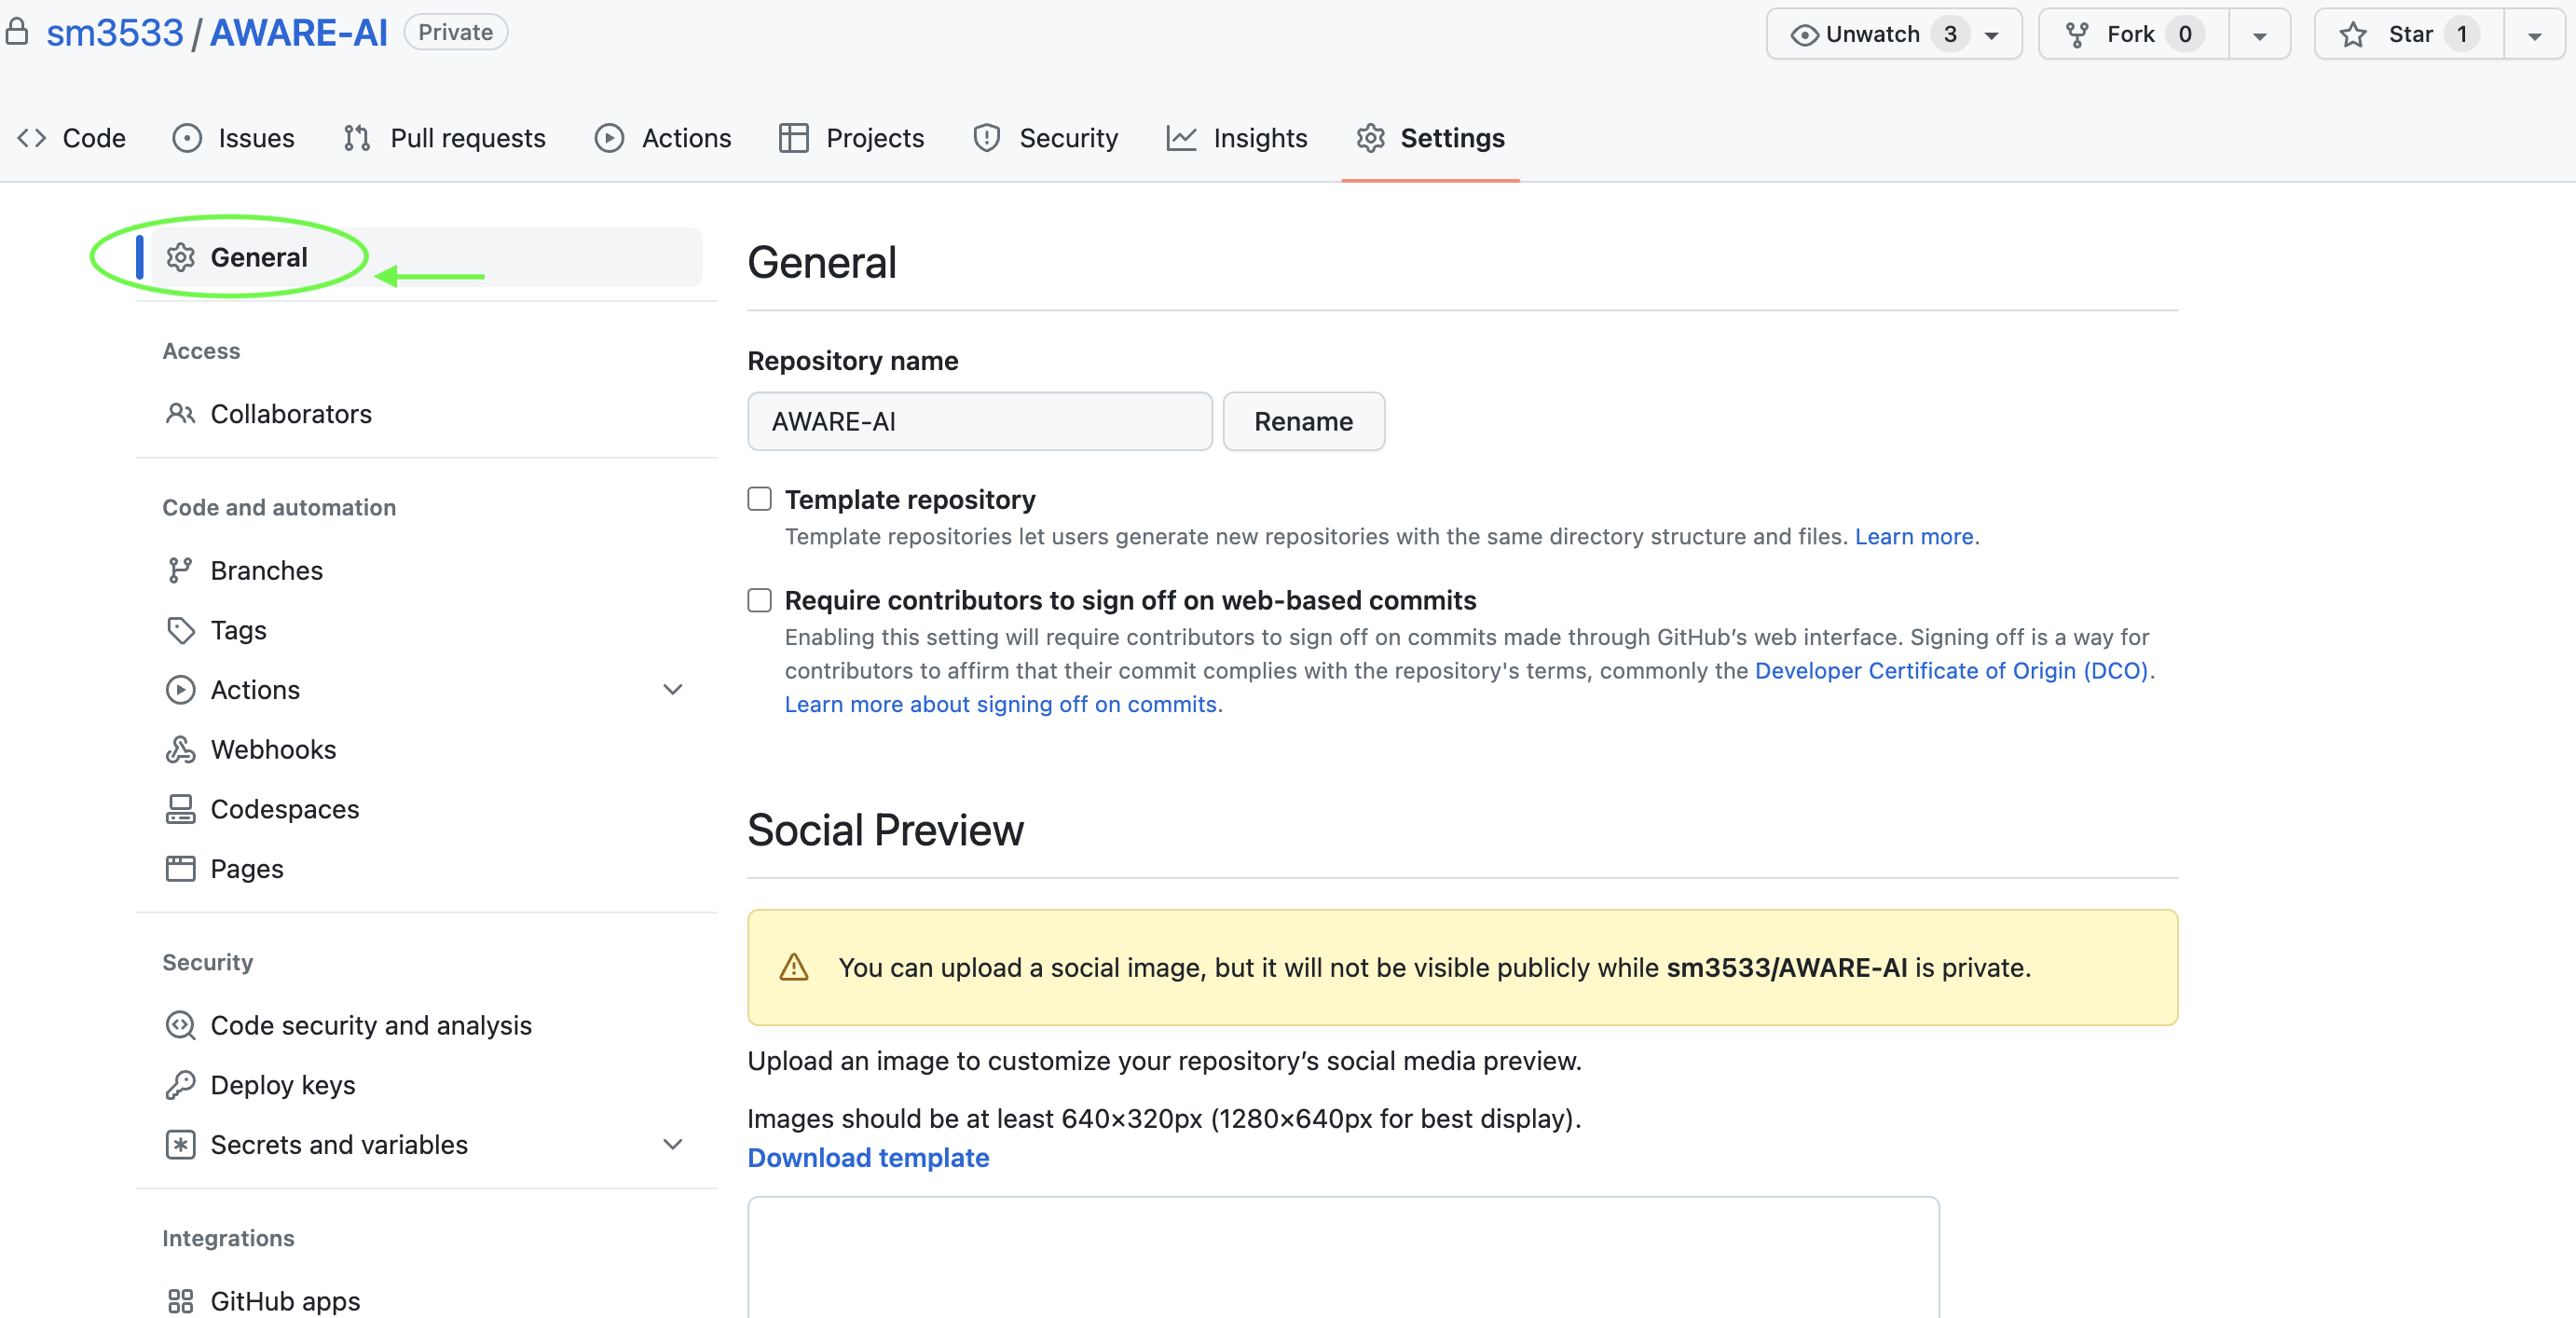 sm3533 / AWARE-AI Private Unwatch 3 Fork 0 Star 1
Code Issues Pull requests Actions Projects Security Insights Settings
General
Access
Collaborators
Code and automation
Branches
Tags
Actions
Webhooks
Codespaces
Pages
Security
Code security and analysis
Deploy keys
Secrets and variables
Integrations
GitHub apps
General
Repository name
AWARE-AI Rename
Template repository
Template repositories let users generate new repositories with the same directory structure and files. Learn more.
Require contributors to sign off on web-based commits
Enabling this setting will require contributors to sign off on commits made through GitHub’s web interface. Signing off is a way for
contributors to affirm that their commit complies with the repository's terms, commonly the Developer Certificate of Origin (DCO).
Learn more about signing off on commits.
Social Preview
You can upload a social image, but it will not be visible publicly while sm3533/AWARE-AI is private.
Upload an image to customize your repository’s social media preview.
Images should be at least 640×320px (1280×640px for best display).
Download template